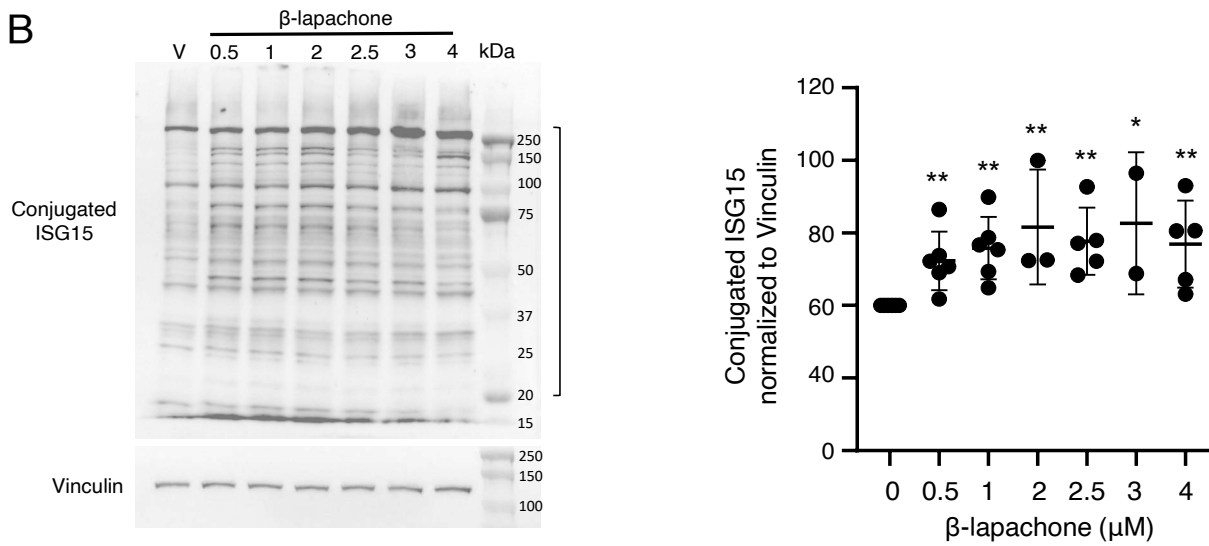 B
β-lapachone
V 0.5 1 2 2.5 3 4 kDa
250
150
100
75
50
37
25
20
15
Conjugated
ISG15
250
150
100
Vinculin
Conjugated ISG15
normalized to Vinculin
120
100
80
60
40
20
0
** ** ** ** * **
0 0.5 1 2 2.5 3 4
β-lapachone (μM)